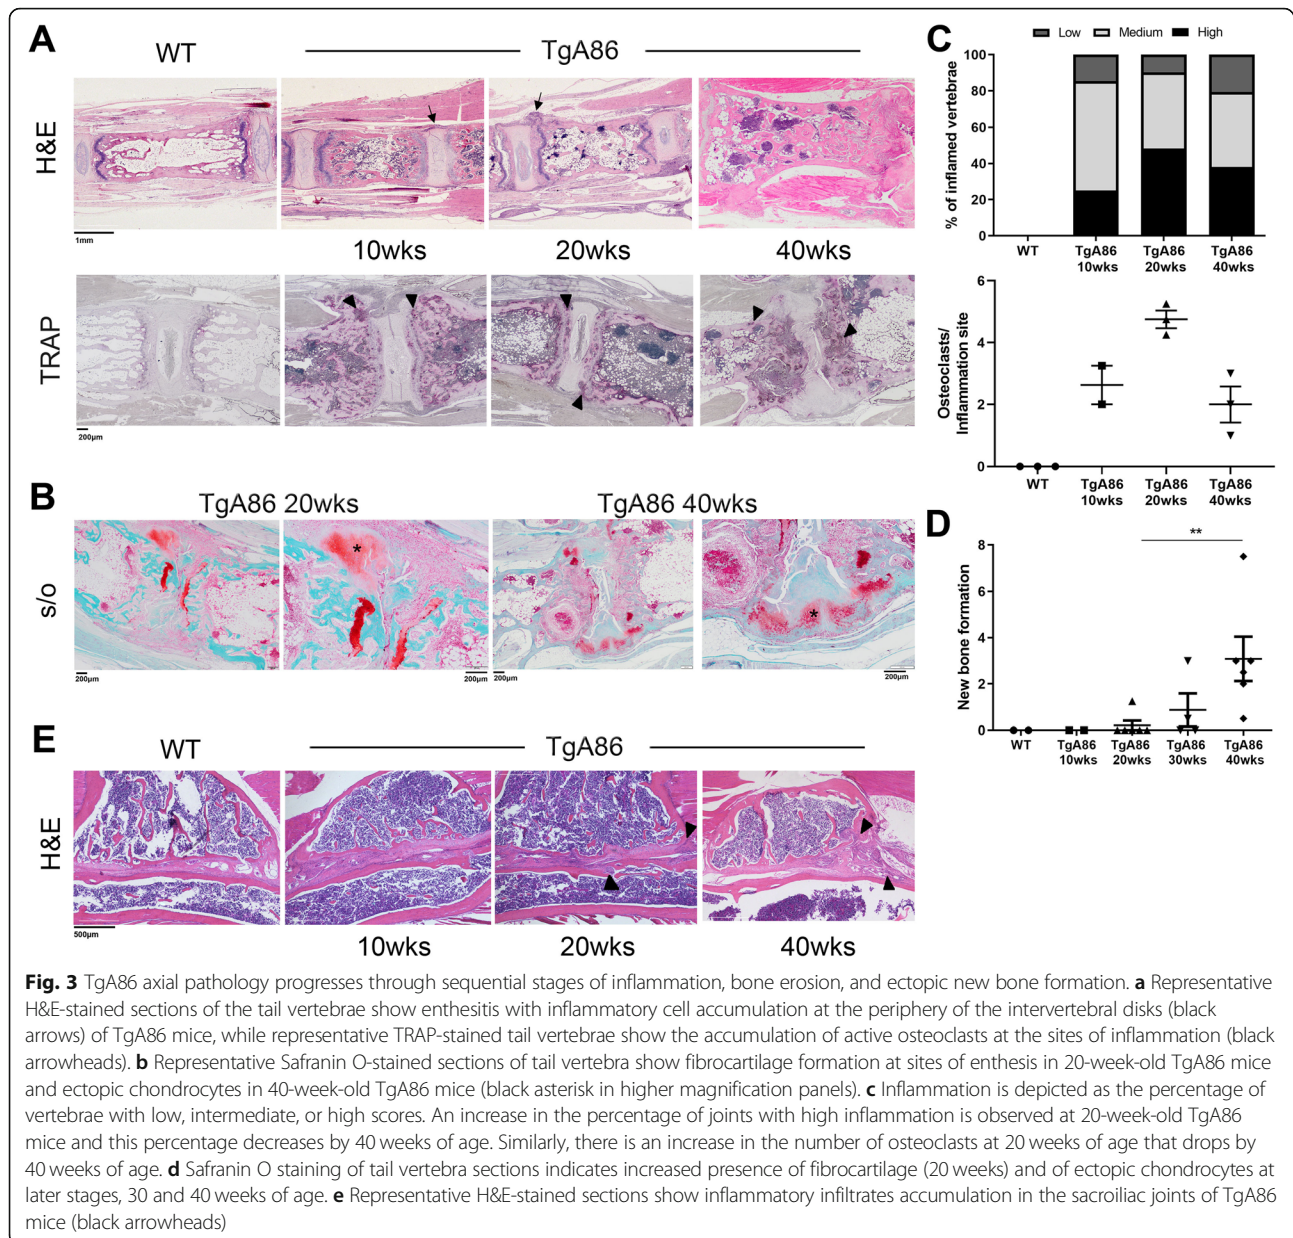 A
WT
TgA86
H&E
1mm
10wks
20wks
40wks
TRAP
200µm
B
TgA86 20wks
TgA86 40wks
s/o
*
*
200µm
200µm
200µm
200µm
E
WT
TgA86
H&E
500µm
10wks
20wks
40wks
C
Low
Medium
High
% of inflamed vertebrae
100
80
60
40
20
0
WT
TgA86 10wks
TgA86 20wks
TgA86 40wks
Osteoclasts/
Inflammation site
6
4
2
0
WT
TgA86 10wks
TgA86 20wks
TgA86 40wks
D
**
New bone formation
8
6
4
2
0
WT
TgA86 10wks
TgA86 20wks
TgA86 30wks
TgA86 40wks
Fig. 3 TgA86 axial pathology progresses through sequential stages of inflammation, bone erosion, and ectopic new bone formation. a Representative
H&E-stained sections of the tail vertebrae show enthesitis with inflammatory cell accumulation at the periphery of the intervertebral disks (black
arrows) of TgA86 mice, while representative TRAP-stained tail vertebrae show the accumulation of active osteoclasts at the sites of inflammation (black
arrowheads). b Representative Safranin O-stained sections of tail vertebra show fibrocartilage formation at sites of enthesis in 20-week-old TgA86 mice
and ectopic chondrocytes in 40-week-old TgA86 mice (black asterisk in higher magnification panels). c Inflammation is depicted as the percentage of
vertebrae with low, intermediate, or high scores. An increase in the percentage of joints with high inflammation is observed at 20-week-old TgA86
mice and this percentage decreases by 40 weeks of age. Similarly, there is an increase in the number of osteoclasts at 20 weeks of age that drops by
40 weeks of age. d Safranin O staining of tail vertebra sections indicates increased presence of fibrocartilage (20 weeks) and of ectopic chondrocytes at
later stages, 30 and 40 weeks of age. e Representative H&E-stained sections show inflammatory infiltrates accumulation in the sacroiliac joints of TgA86
mice (black arrowheads)